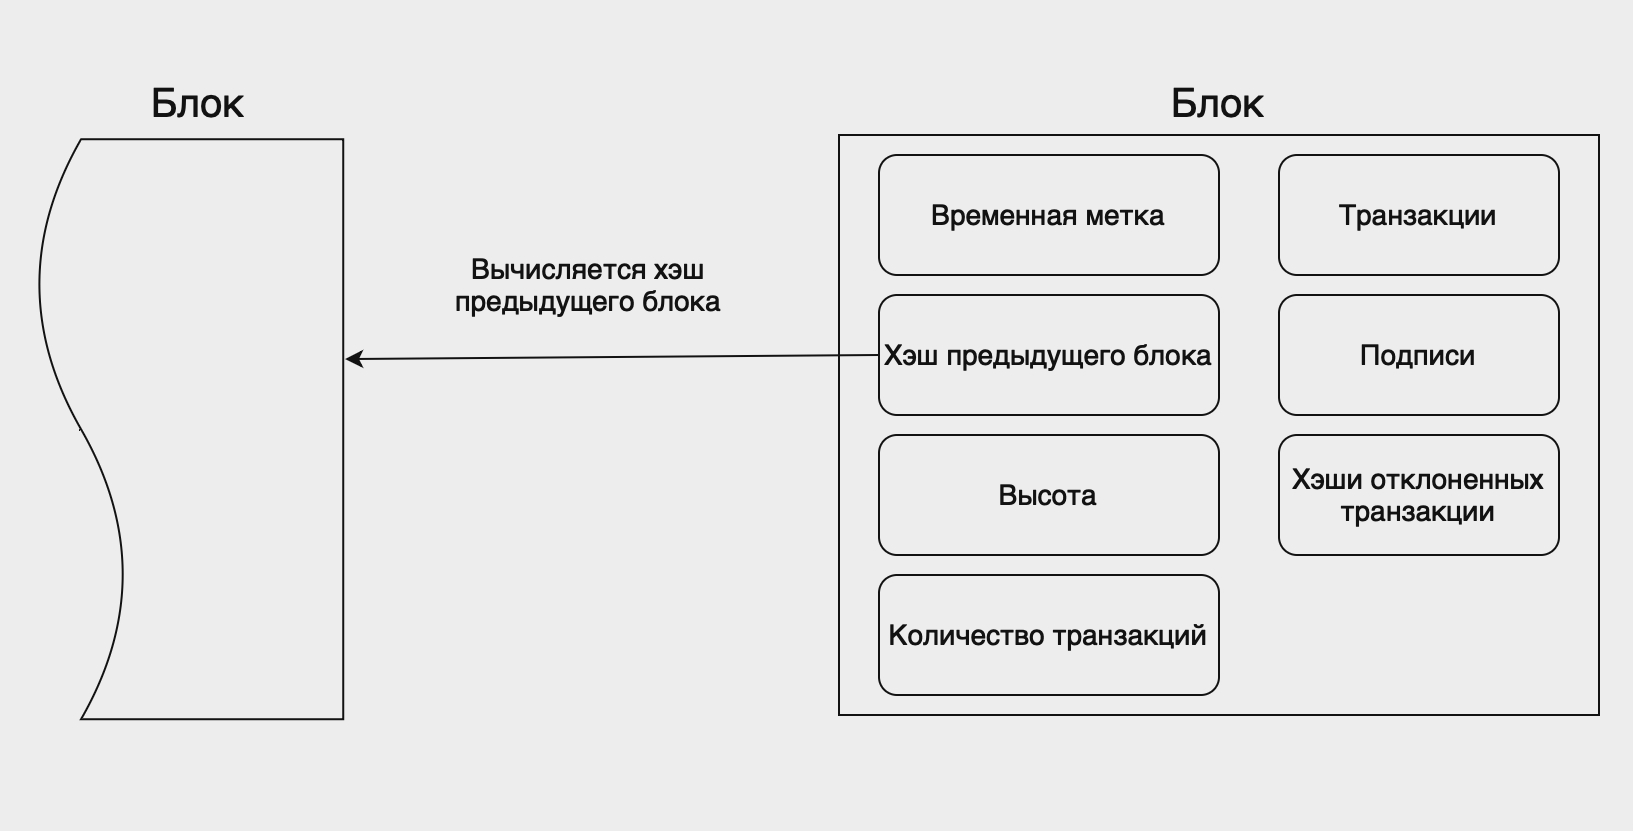 Блок
Блок
Вычисляется хэш
предыдущего блока
Временная метка
Транзакции
Хэш предыдущего блока
Подписи
Высота
Хэши отклоненных
транзакции
Количество транзакций